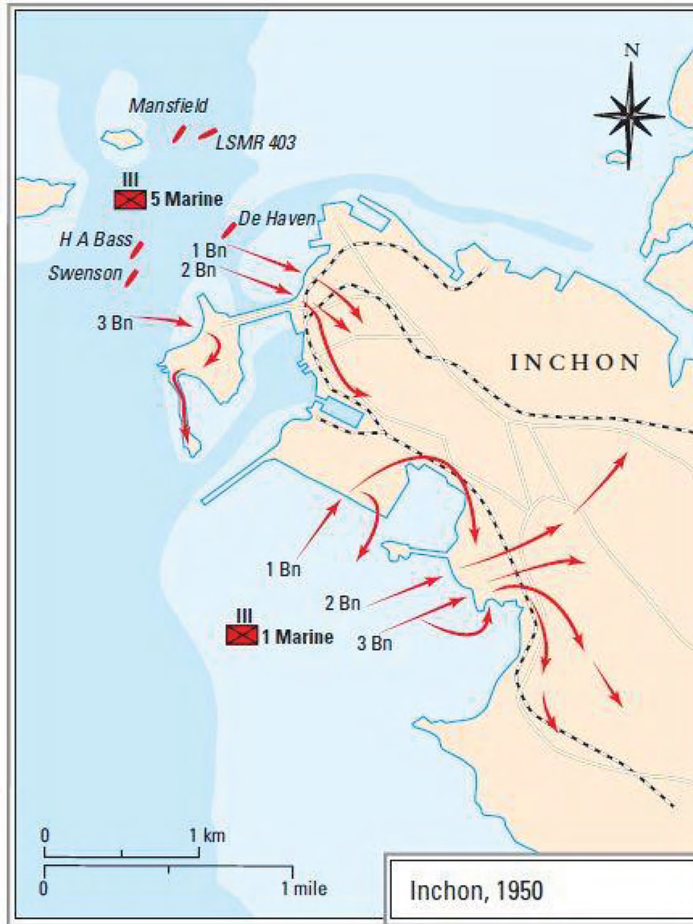 N
Mansfield
LSMR 403
III
5 Marine
De Haven
H A Bass
1 Bn
Swenson
2 Bn
3 Bn
INCHON
1 Bn
2 Bn
III
1 Marine
3 Bn
0
1 km
0
1 mile
Inchon, 1950